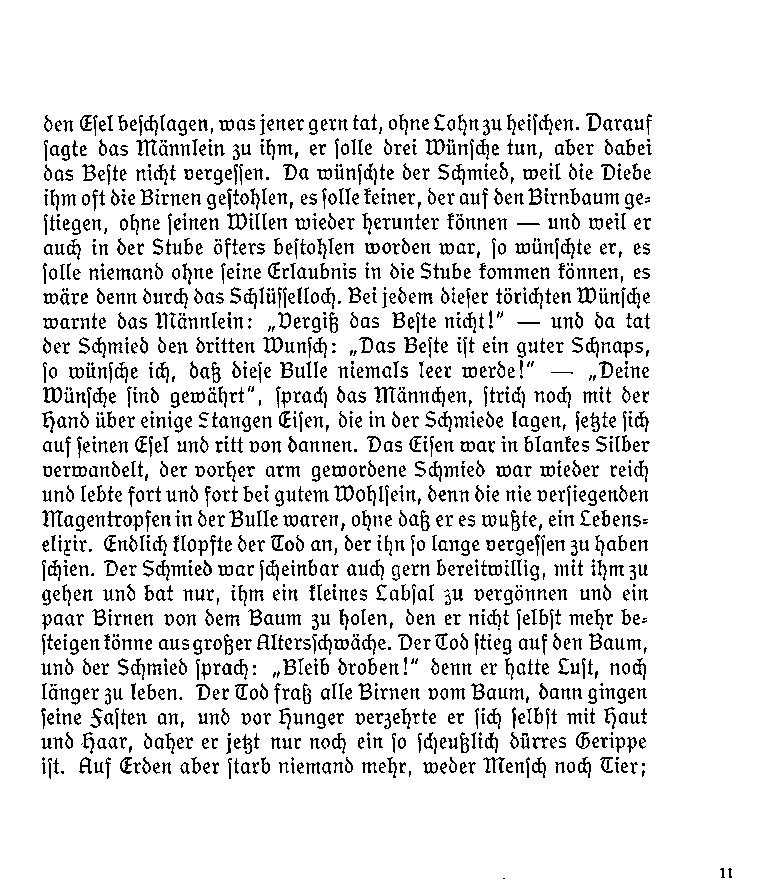 den Eſel beſchlagen, was jener gern tat, ohne Lohn zu heiſchen. Darauf
ſagte das Männlein zu ihm, er ſolle drei Wünſche tun, aber dabei
das Beſte nicht vergeſſen. Da wünſchte der Schmied, weil die Diebe
ihm oft die Birnen geſtohlen, es ſolle keiner, der auf den Birnbaum ge⸗
ſtiegen, ohne ſeinen Willen wieder herunter können — und weil er
auch in der Stube öfters beſtohlen worden war, ſo wünſchte er, es
ſolle niemand ohne ſeine Erlaubnis in die Stube kommen können, es
wäre denn durch das Schlüſſelloch. Bei jedem dieſer törichten Wünſche
warnte das Männlein: „Vergiß das Beſte nicht!“ — und da tat
der Schmied den dritten Wunſch: „Das Beſte iſt ein guter Schnaps,
ſo wünſche ich, daß dieſe Bulle niemals leer werde!“ — „Deine
Wünſche ſind gewährt“, ſprach das Männchen, ſtrich noch mit der
Hand über einige Stangen Eiſen, die in der Schmiede lagen, ſetzte ſich
auf ſeinen Eſel und ritt von dannen. Das Eiſen war in blankes Silber
verwandelt, der vorher arm gewordene Schmied war wieder reich
und lebte fort und fort bei gutem Wohlſein, denn die nie verſiegenden
Magentropfen in der Bulle waren, ohne daß er es wußte, ein Lebens⸗
elixir. Endlich klopfte der Tod an, der ihn ſo lange vergeſſen zu haben
ſchien. Der Schmied war ſcheinbar auch gern bereitwillig, mit ihm zu
gehen und bat nur, ihm ein kleines Labſal zu vergönnen und ein
paar Birnen von dem Baum zu holen, den er nicht ſelbſt mehr be⸗
ſteigen könne aus großer Altersſchwäche. Der Tod ſtieg auf den Baum,
und der Schmied ſprach: „Bleib droben!“ denn er hatte Luſt, noch
länger zu leben. Der Tod fraß alle Birnen vom Baum, dann gingen
ſeine Faſten an, und vor Hunger verzehrte er ſich ſelbſt mit Haut
und Haar, daher er jetzt nur noch ein ſo ſcheußlich dürres Gerippe
iſt. Auf Erden aber ſtarb niemand mehr, weder Menſch noch Tier;
11